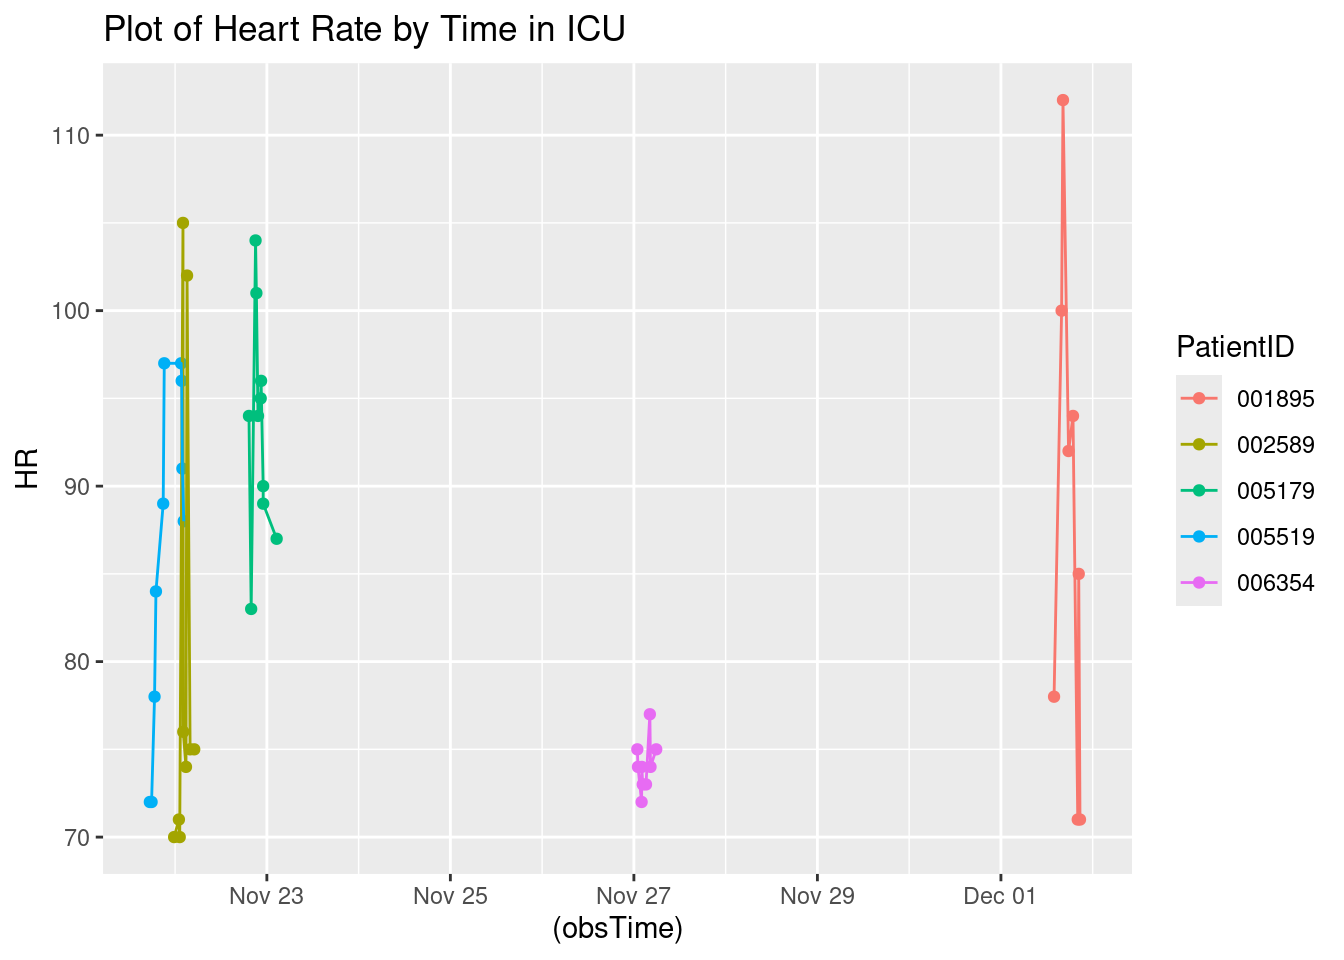 Plot of Heart Rate by Time in ICU
110
100
90
80
70
HR
Nov 23 Nov 25 Nov 27 Nov 29 Dec 01
(obsTime)
PatientID
001895
002589
005179
005519
006354